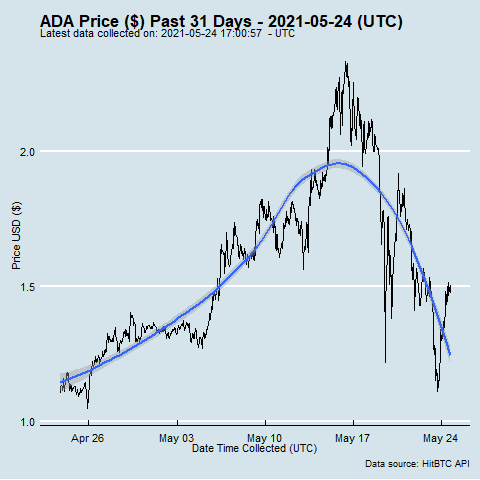 ADA Price ($) Past 31 Days - 2021-05-24 (UTC)
Latest data collected on: 2021-05-24 17:00:57 - UTC
2.0
1.5
1.0
Price USD ($)
Apr 26 May 03 May 10 May 17 May 24
Date Time Collected (UTC)
Data source: HitBTC API